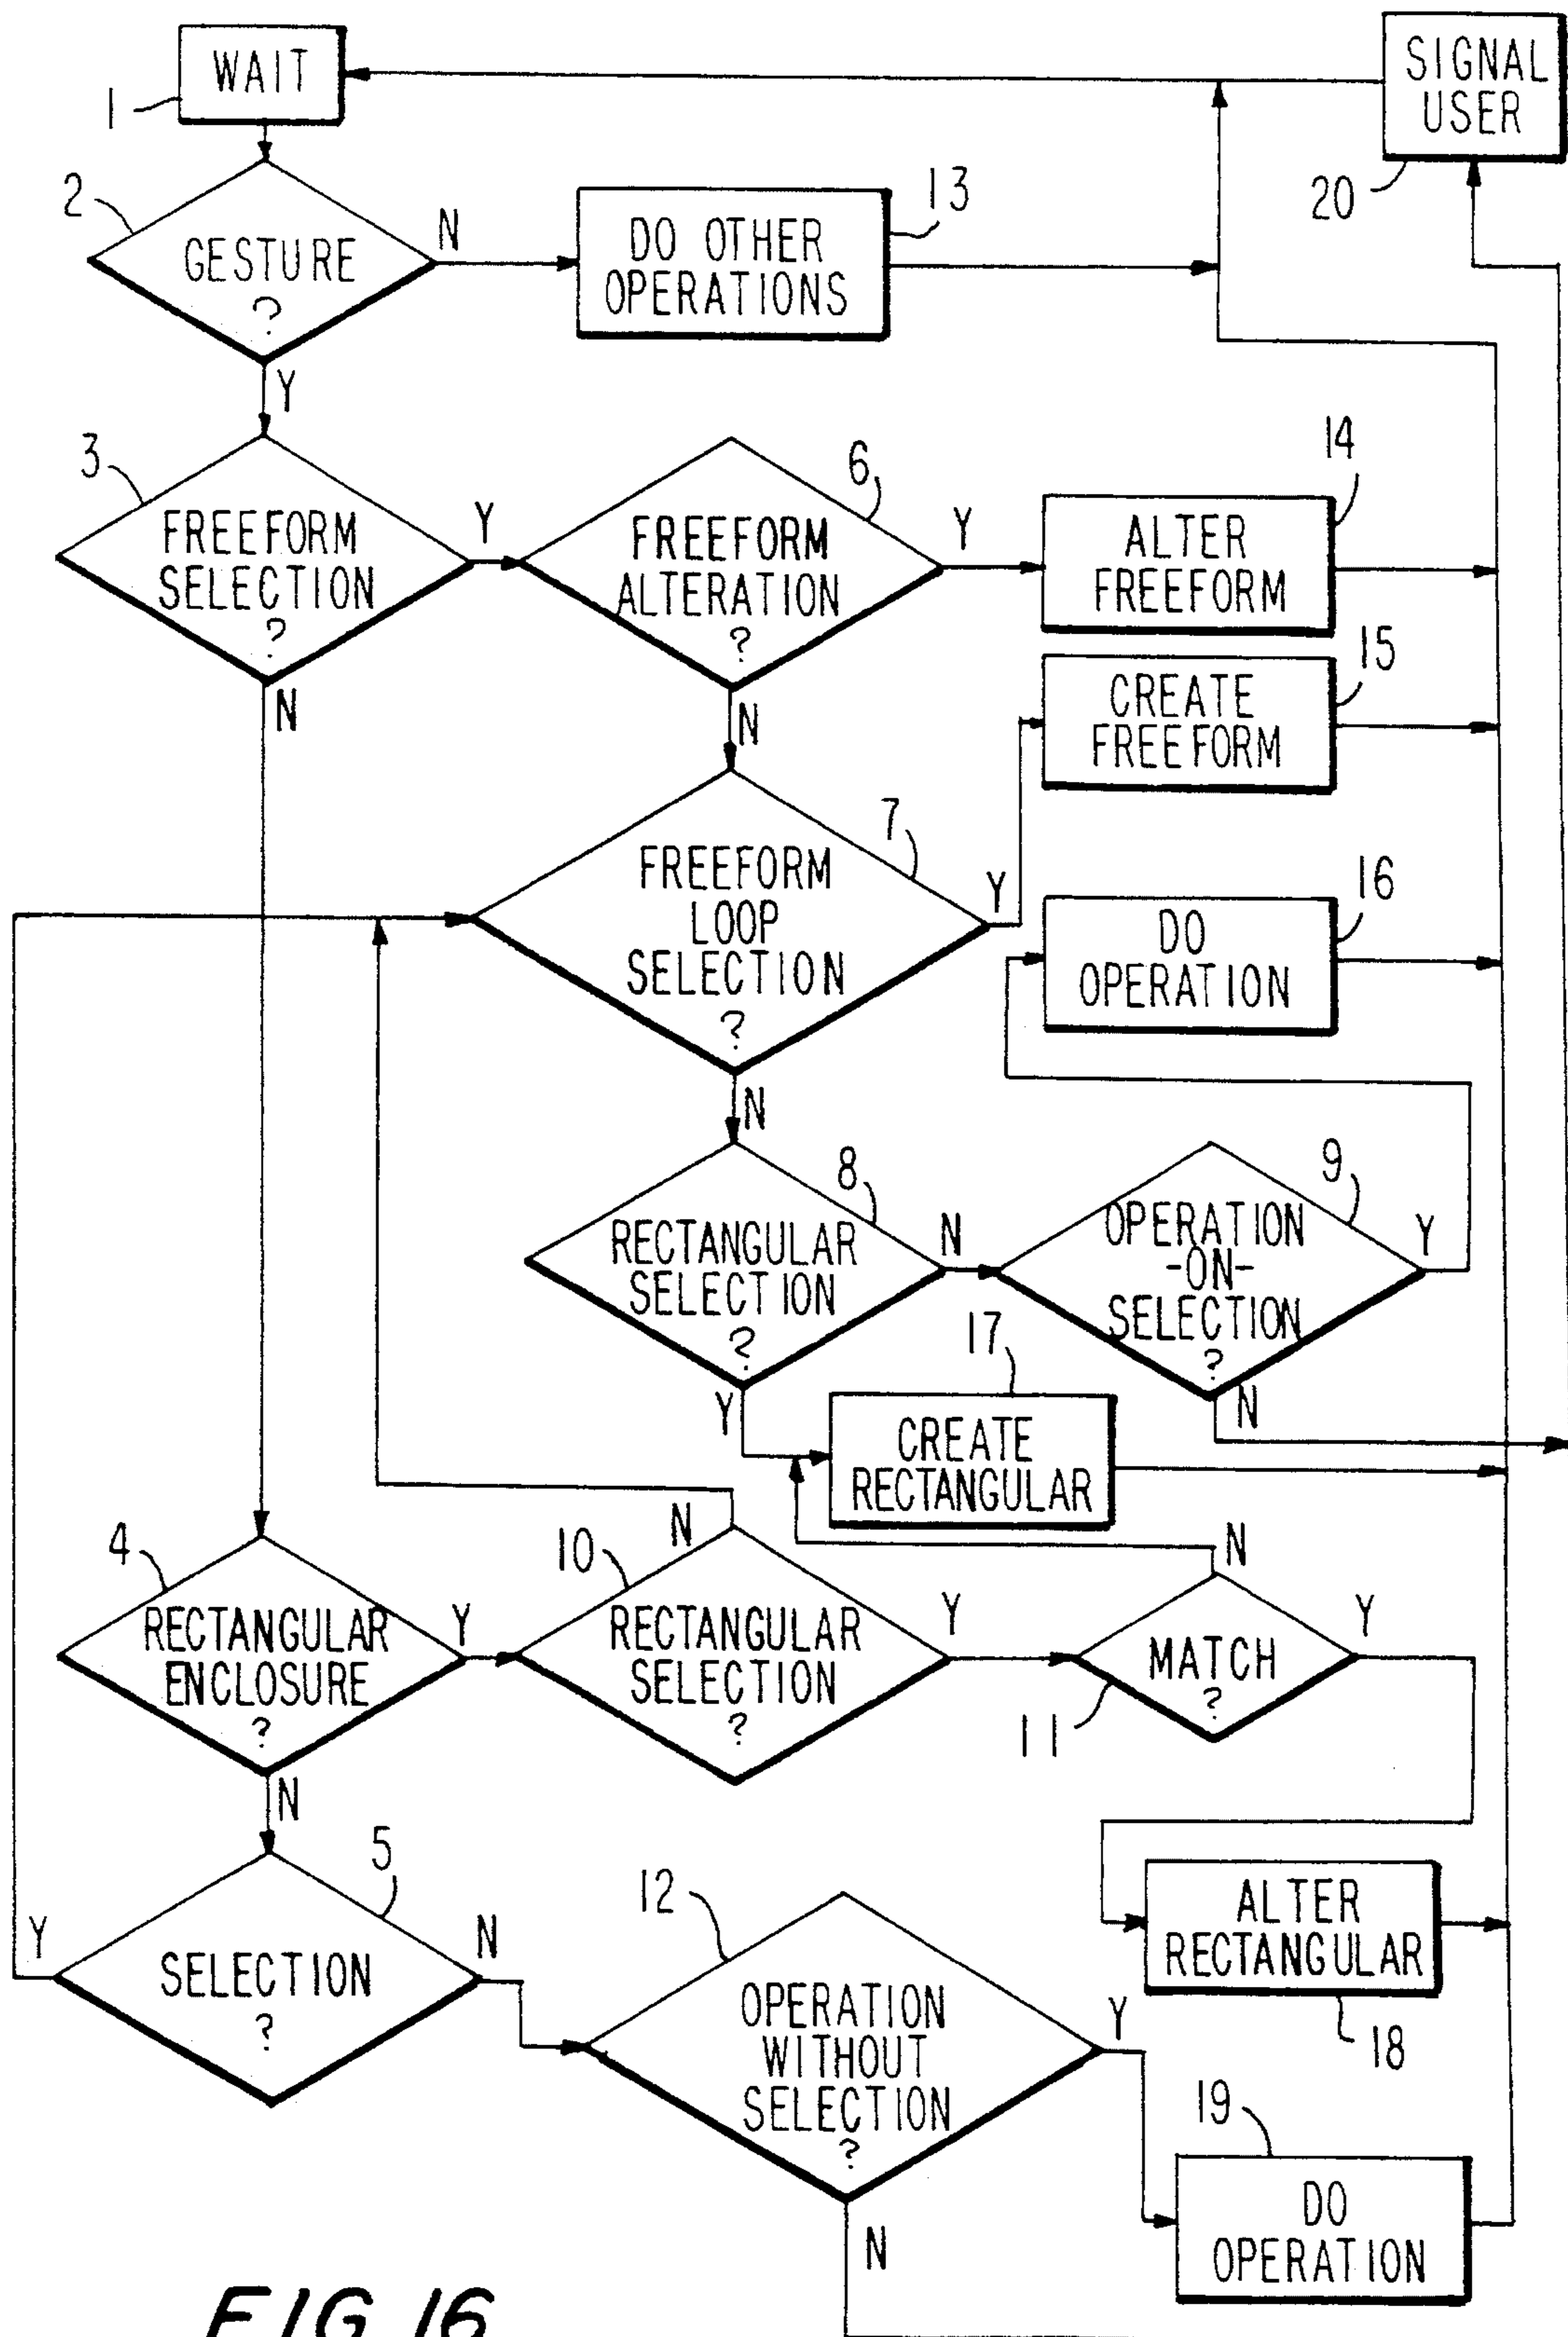 WAIT
1
SIGNAL
USER
20
2
GESTURE
?
N
DO OTHER
OPERATIONS
13
Y
3
FREEFORM
SELECTION
?
Y
N
6
FREEFORM
ALTERATION
?
Y
N
14
ALTER
FREEFORM
15
CREATE
FREEFORM
7
FREEFORM
LOOP
SELECTION
?
Y
N
16
DO
OPERATION
8
RECTANGULAR
SELECTION
?
N
Y
9
OPERATION
-ON-
SELECTION
?
Y
N
17
CREATE
RECTANGULAR
4
RECTANGULAR
ENCLOSURE
?
Y
N
10
N
RECTANGULAR
SELECTION
?
Y
N
MATCH
?
Y
11
5
SELECTION
?
Y
N
12
OPERATION
WITHOUT
SELECTION
?
Y
N
ALTER
RECTANGULAR
18
19
DO
OPERATION
FIG. 16